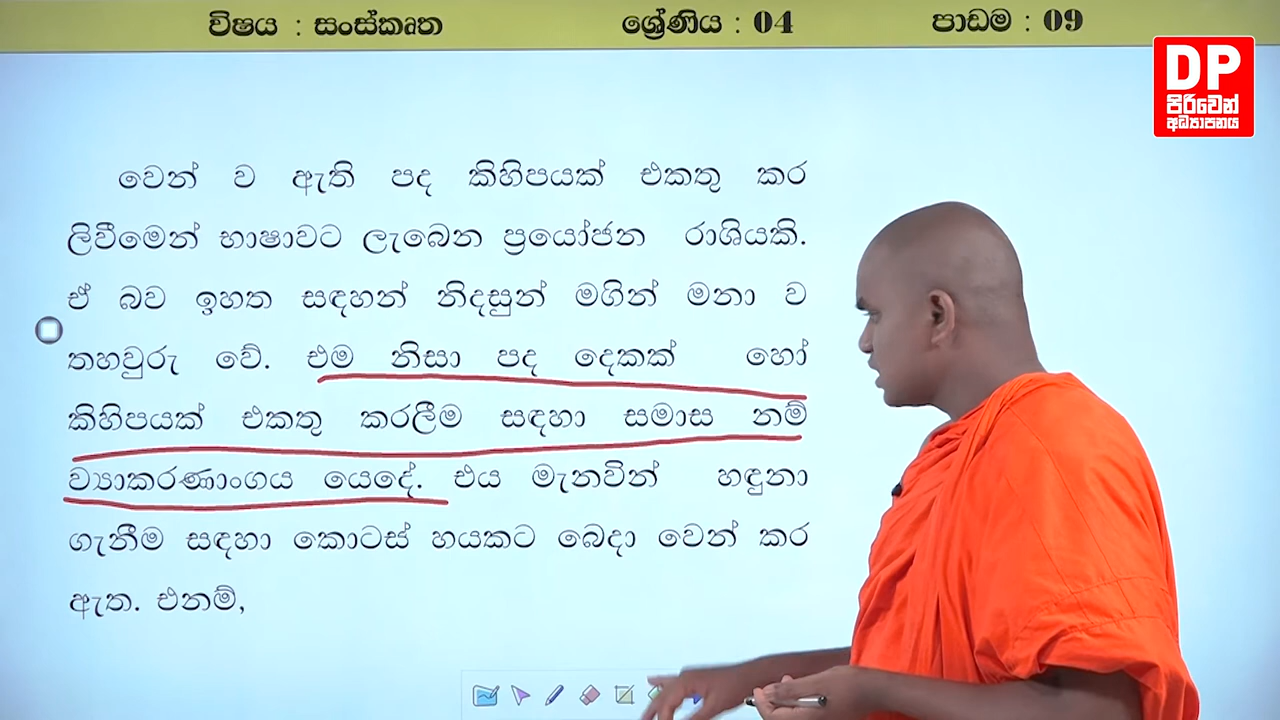 විෂය : සංස්කෘත ශ්‍රේණිය : 04 පාඩම : 09
DP
පිරිවෙන්
අධ්‍යාපනය
වෙන් ව ඇති පද කිහිපයක් එකතු කර
ලිවීමෙන් භාෂාවට ලැබෙන ප්‍රයෝජන රාශියකි.
ඒ බව ඉහත සඳහන් නිදසුන් මගින් මනා ව
තහවුරු වේ. එම නිසා පද දෙකක් හෝ
කිහිපයක් එකතු කරලීම සඳහා සමාස නම්
ව්‍යාකරණාංගය යෙදේ. එය මැනවින් හඳුනා
ගැනීම සඳහා කොටස් හයකට බෙදා වෙන් කර
ඇත. එනම්,